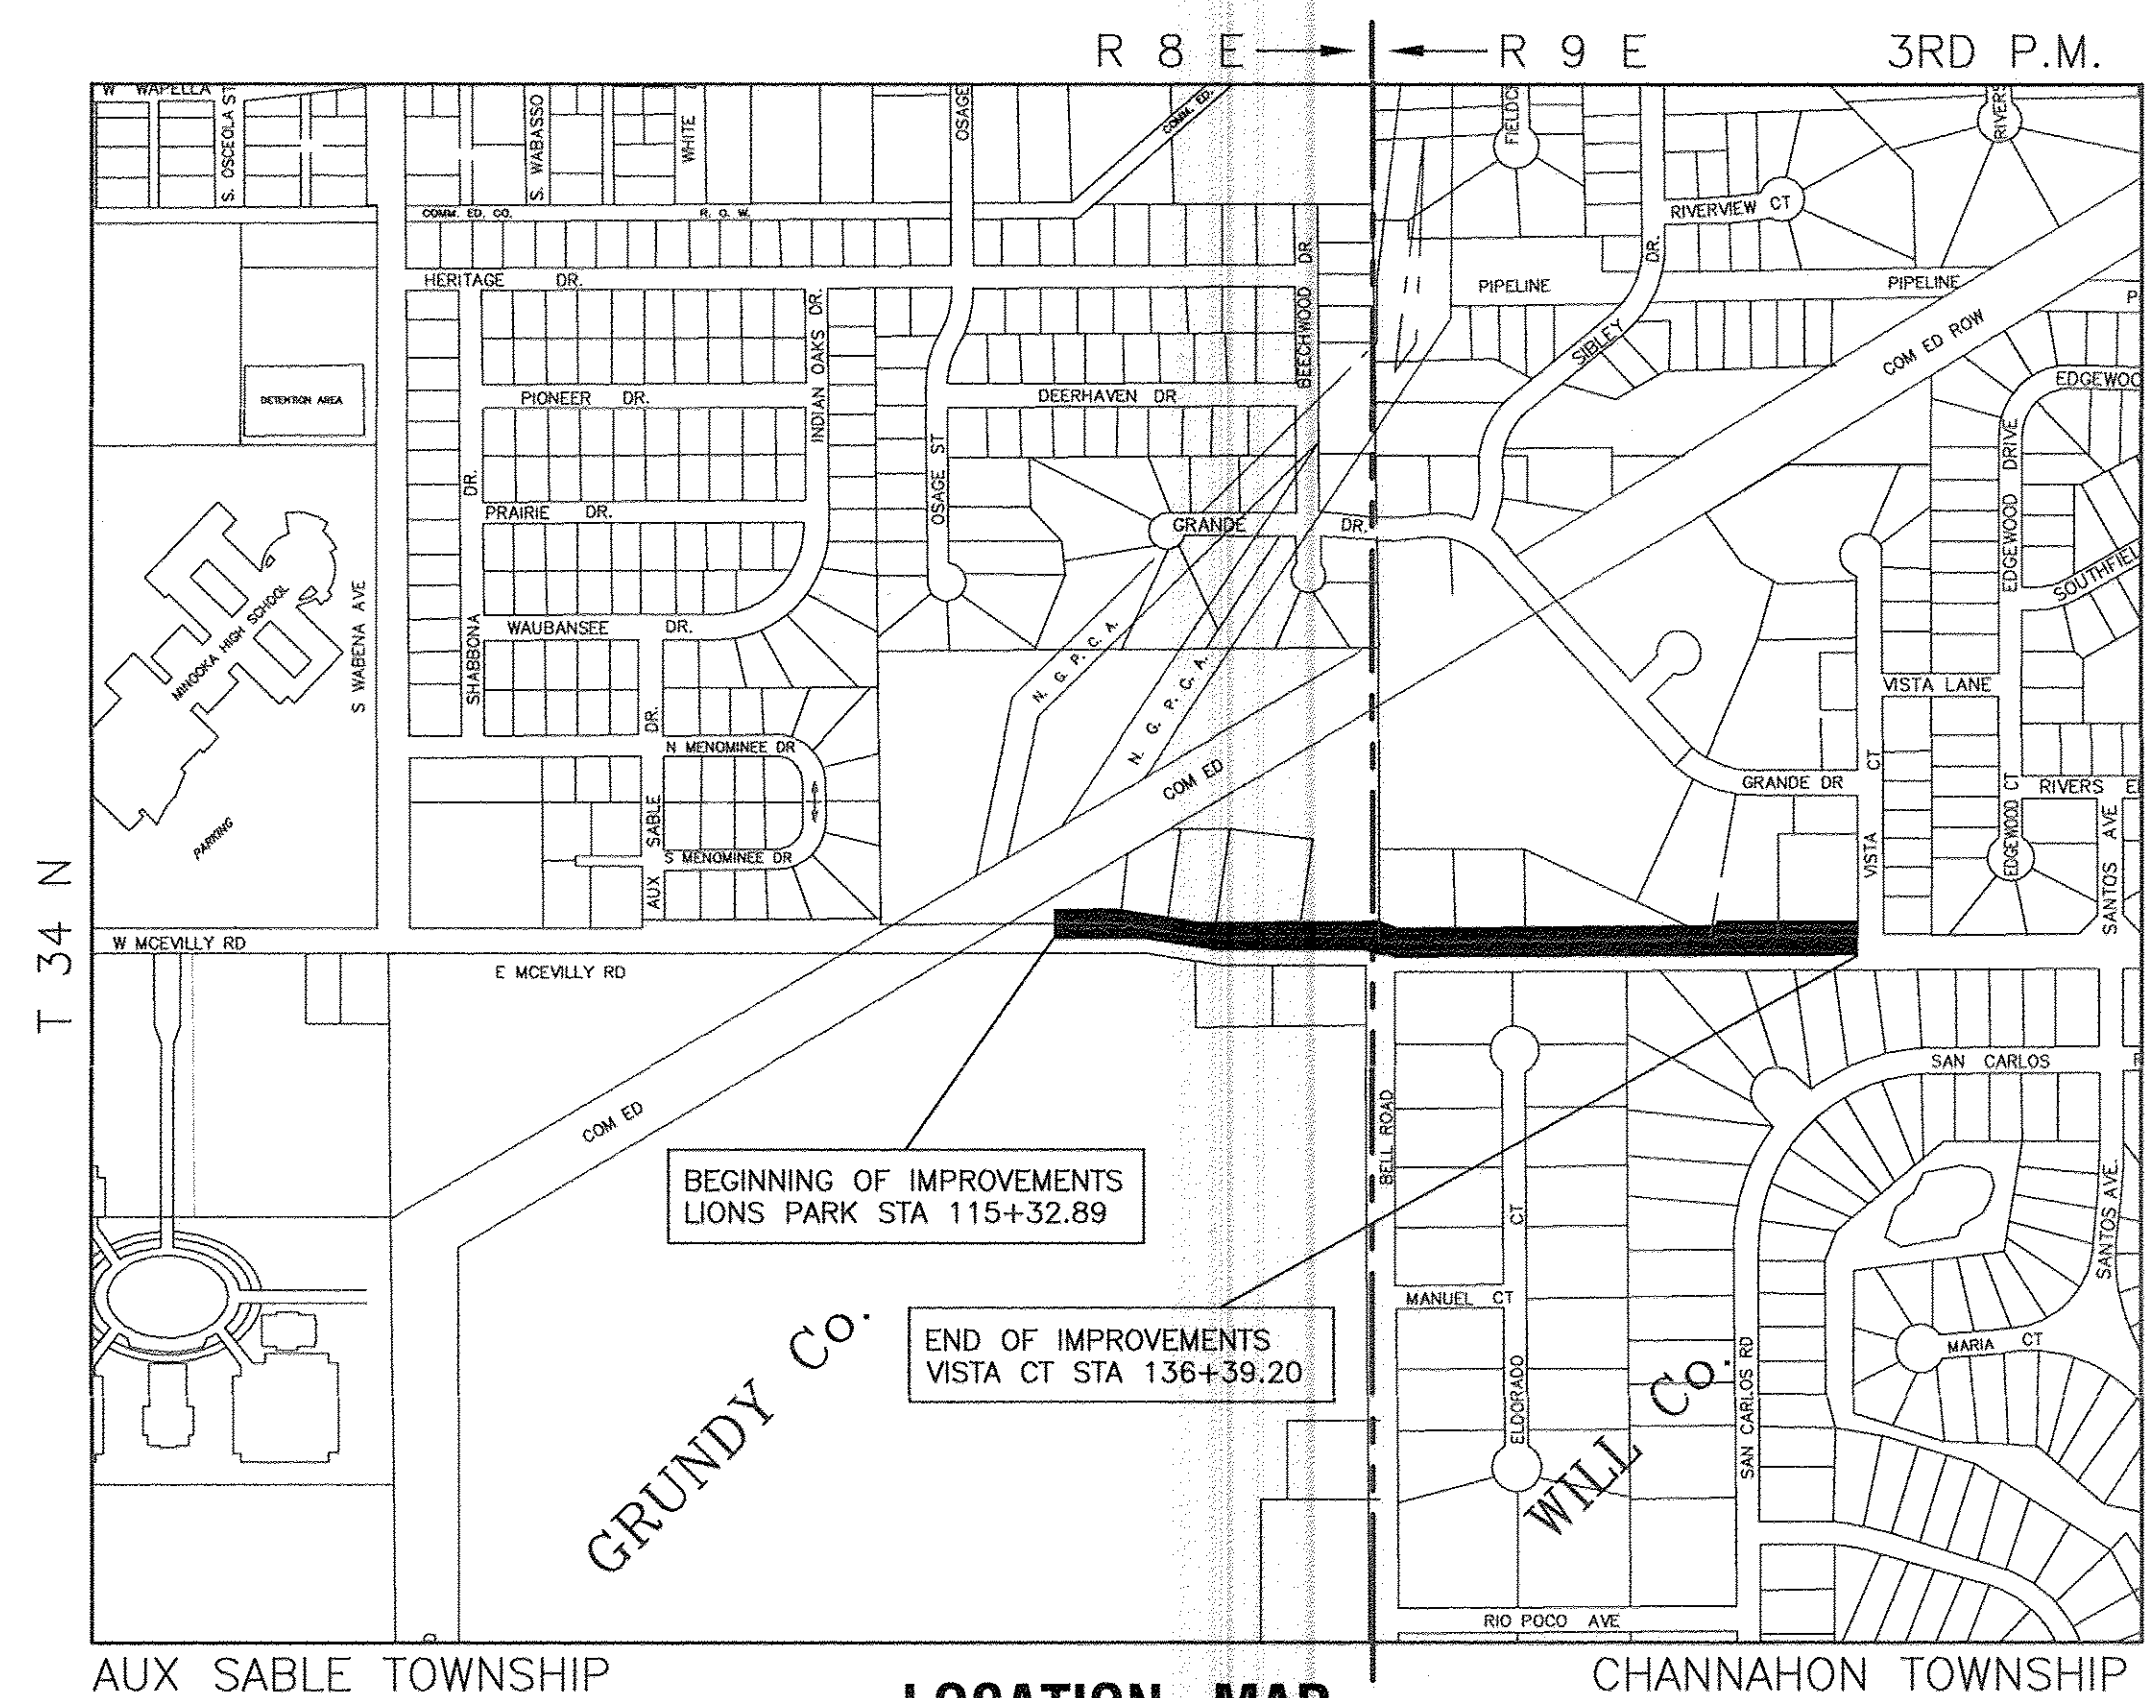 R 8 E
R 9 E
3RD P.M.
W WAPELLA
S. OSCEOLA ST
S. WABASSO
WHITE
OSAGE
COMM. ED.
FIELDC
RIVERS
COMM. ED. CO.
R. O. W.
RIVERVIEW CT
HERITAGE DR.
INDIAN OAKS DR.
BEECHWOOD DR.
PIPELINE
DR.
SIBLEY
PIPELINE
P
COM ED ROW
EDGEWOO
DETENTION AREA
PIONEER DR.
DEERHAVEN DR
OSAGE ST
EDGEWOOD DRIVE
DR.
SHABBONA
PRAIRIE DR.
GRANDE DR.
SOUTHFIEL
MINOOKA HIGH SCHOOL
S WABENA AVE
WAUBANSEE DR.
N. G. P. C. A.
N. G. P. C. A.
VISTA LANE
DR.
N MENOMINEE DR
COM ED
GRANDE DR
CT
VISTA
EDGEWOOD CT
RIVERS E
SANTOS AVE
PARKING
AUX SABLE
S MENOMINEE DR
T 34 N
W MCEVILLY RD
E MCEVILLY RD
COM ED
SAN CARLOS
BELL ROAD
BEGINNING OF IMPROVEMENTS
LIONS PARK STA 115+32.89
CT
ELDORADO
SANTOS AVE.
MANUEL CT
END OF IMPROVEMENTS
VISTA CT STA 136+39.20
MARIA CT
SAN CARLOS RD
GRUNDY Co.
WILL Co.
RIO POCO AVE
AUX SABLE TOWNSHIP
CHANNAHON TOWNSHIP
LOCATION MAP